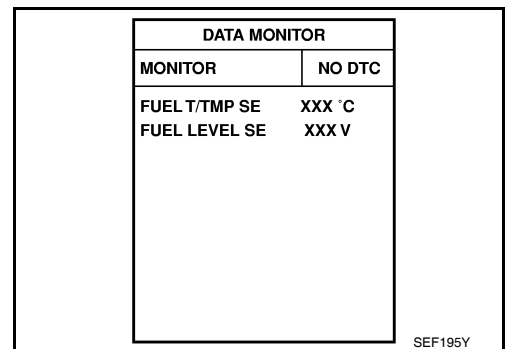 DATA MONITOR
MONITOR NO DTC
FUEL T/TMP SE XXX °C
FUEL LEVEL SE XXX V
SEF195Y